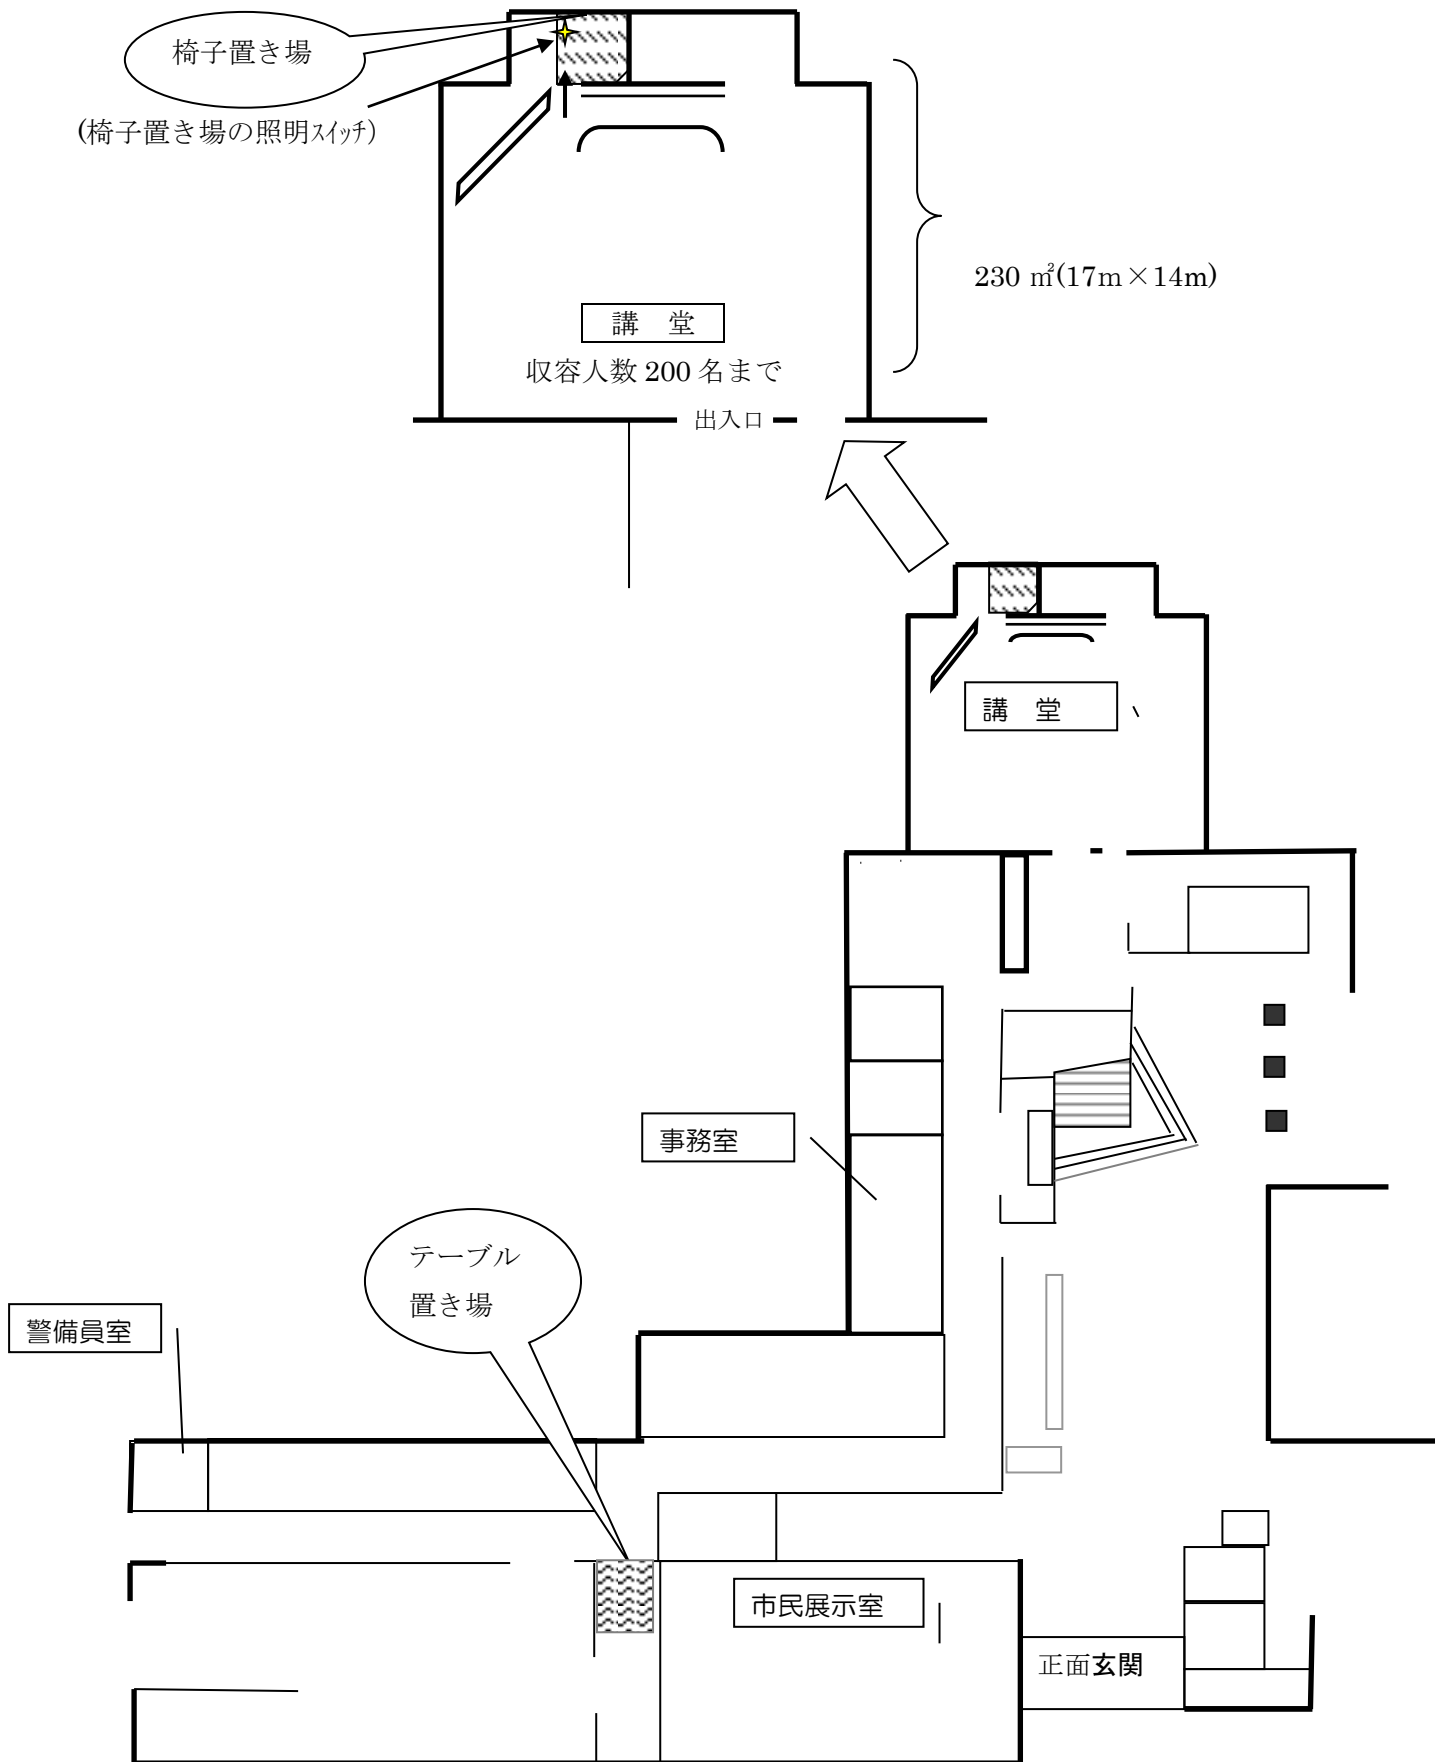 椅子置き場
(椅子置き場の照明ｽｲｯﾁ)
230 ㎡(17m×14m)
講　堂
収容人数 200 名まで
出入口
講　堂
事務室
テーブル
置き場
警備員室
市民展示室
正面玄関